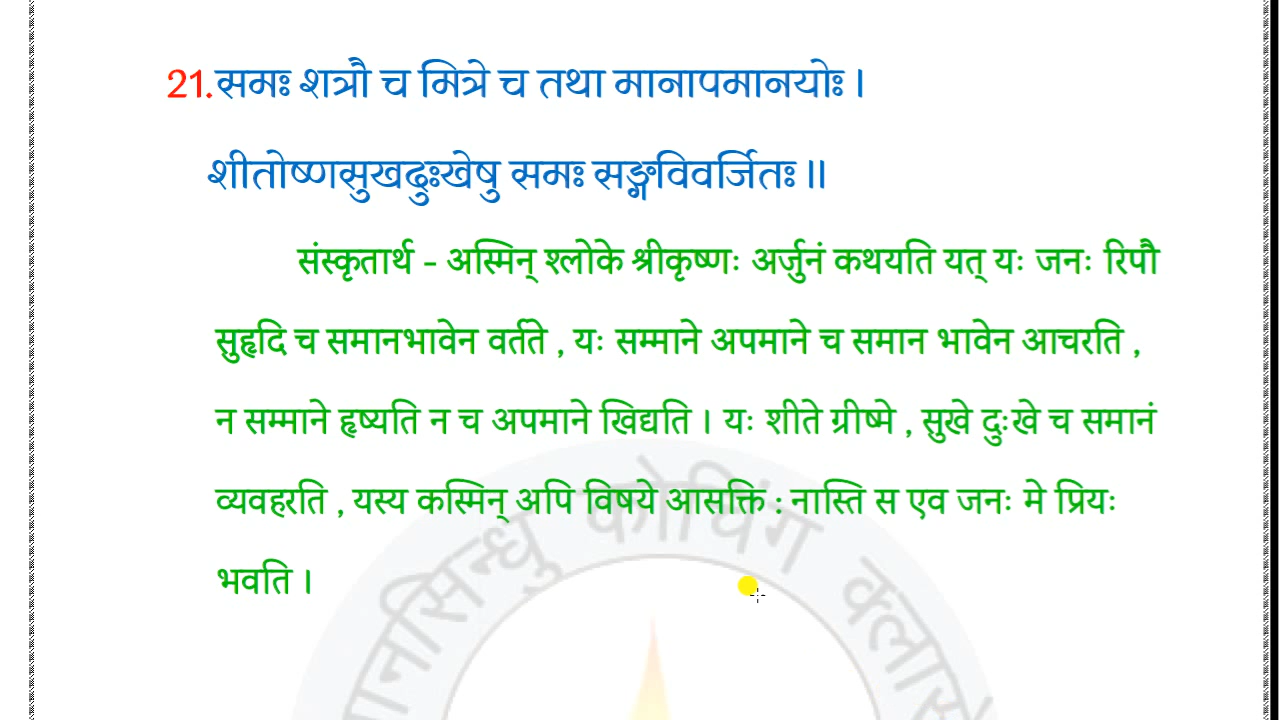 21.समः शत्रौ च मित्रे च तथा मानापमानयोः ।
शीतोष्णसुखदुःखेषु समः सङ्गविवर्जितः ॥
संस्कृतार्थ - अस्मिन् श्लोके श्रीकृष्णः अर्जुनं कथयति यत् यः जनः रिपौ
सुहृदि च समानभावेन वर्तते , यः सम्माने अपमाने च समान भावेन आचरति ,
न सम्माने हृष्यति न च अपमाने खिद्यति । यः शीते ग्रीष्मे , सुखे दुःखे च समानं
व्यवहरति , यस्य कस्मिन् अपि विषये आसक्ति : नास्ति स एव जनः मे प्रियः
भवति ।
कोचिंग